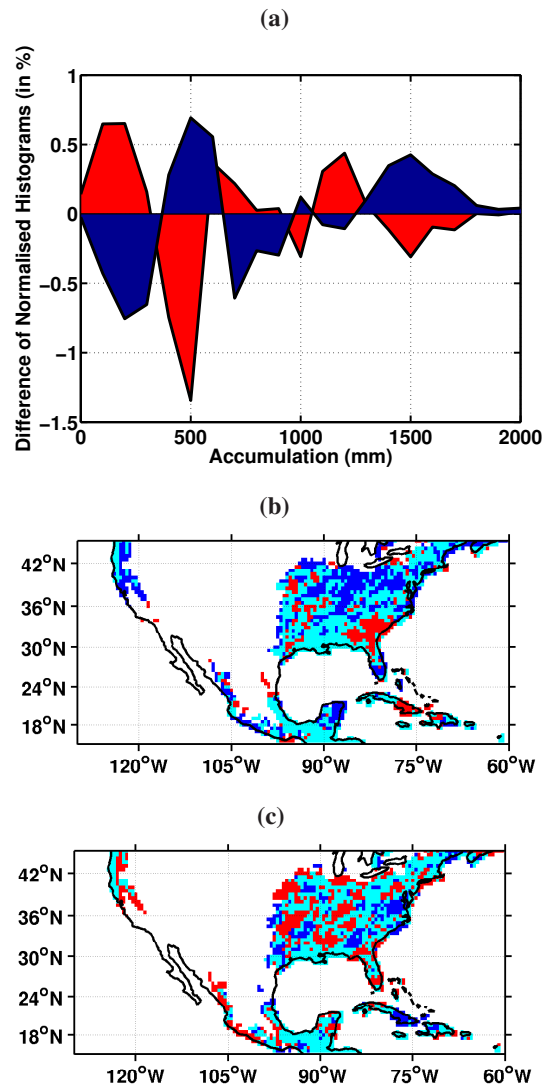 (a)
Difference of Normalised Histograms (in %)
1
0.5
0
−0.5
−1
−1.5
0
500
1000
1500
2000
Accumulation (mm)
(b)
42°N
36°N
30°N
24°N
18°N
120°W
105°W
90°W
75°W
60°W
(c)
42°N
36°N
30°N
24°N
18°N
120°W
105°W
90°W
75°W
60°W